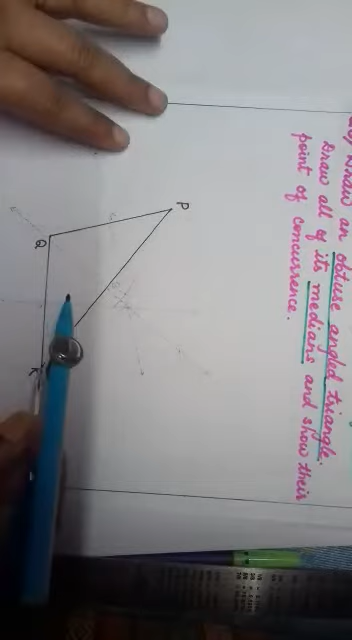 Draw an obtuse angled triangle.
Draw all of its medians and show their
point of concurrence.
P
Q